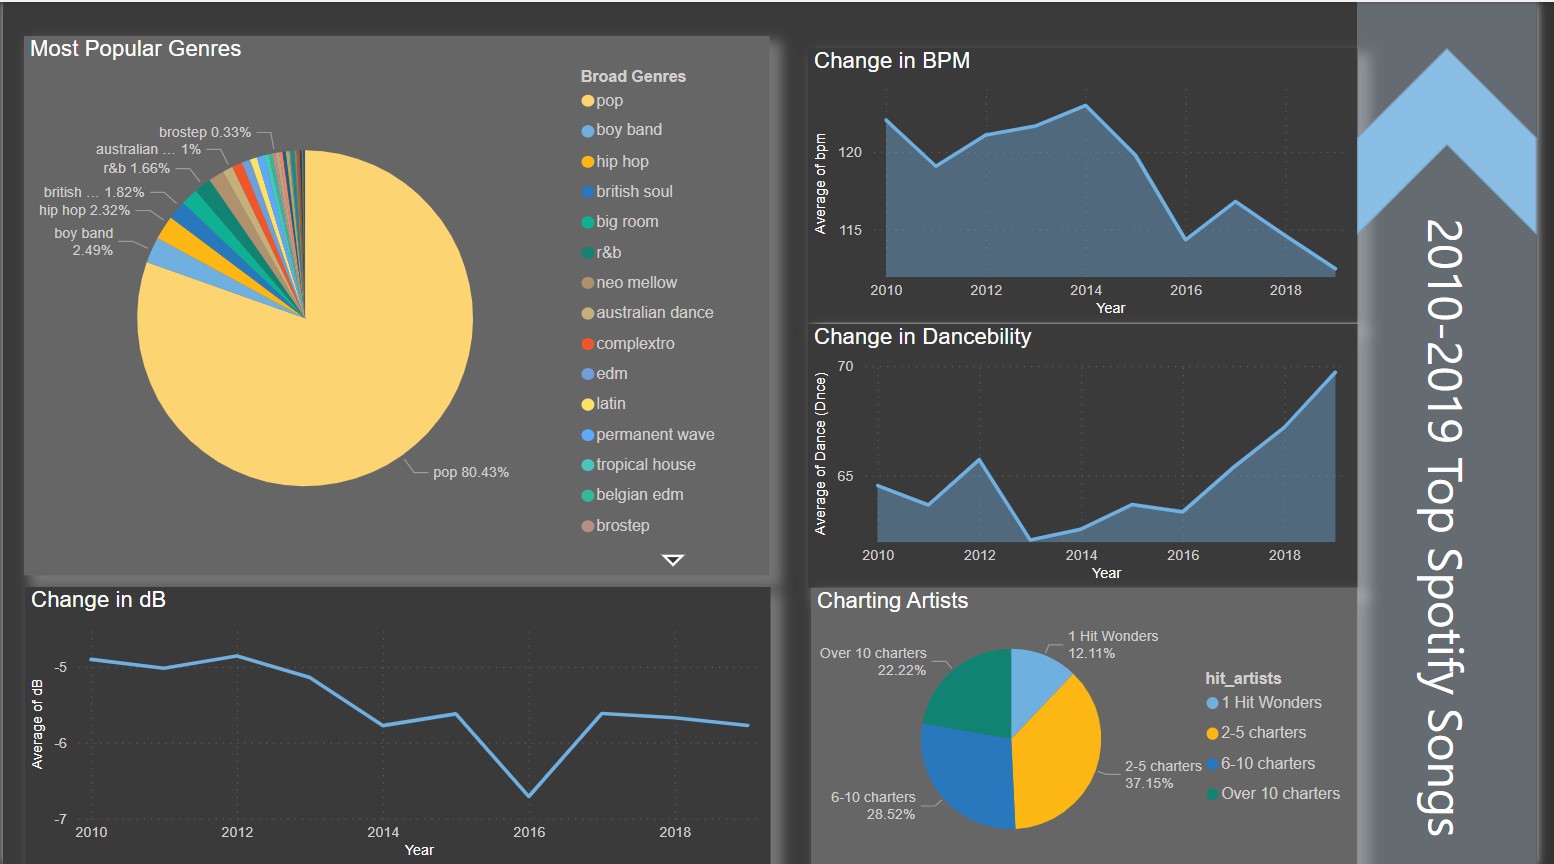 Most Popular Genres
brostep 0.33%
australian ... 1%
r&b 1.66%
british ... 1.82%
hip hop 2.32%
boy band
2.49%
pop 80.43%
Broad Genres
pop
boy band
hip hop
british soul
big room
r&b
neo mellow
australian dance
complextro
edm
latin
permanent wave
tropical house
belgian edm
brostep
Change in BPM
Average of bpm
120
115
2010 2012 2014 2016 2018
Year
Change in Dancebility
Average of Dance (Dnce)
70
65
2010 2012 2014 2016 2018
Year
Change in dB
Average of dB
-5
-6
-7
2010 2012 2014 2016 2018
Year
Charting Artists
1 Hit Wonders
12.11%
Over 10 charters
22.22%
2-5 charters
37.15%
6-10 charters
28.52%
hit_artists
1 Hit Wonders
2-5 charters
6-10 charters
Over 10 charters
2010-2019 Top Spotifiy Songs